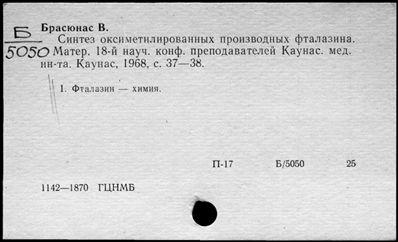 Б
5050
Брасюнас В.
Синтез оксиметилированных производных фталазина.
Матер. 18-й науч. конф. преподавателей Каунас. мед.
ин-та. Каунас, 1968, с. 37—38.
1. Фталазин — химия.
П-17 Б/5050 25
1142—1870 ГЦНМБ